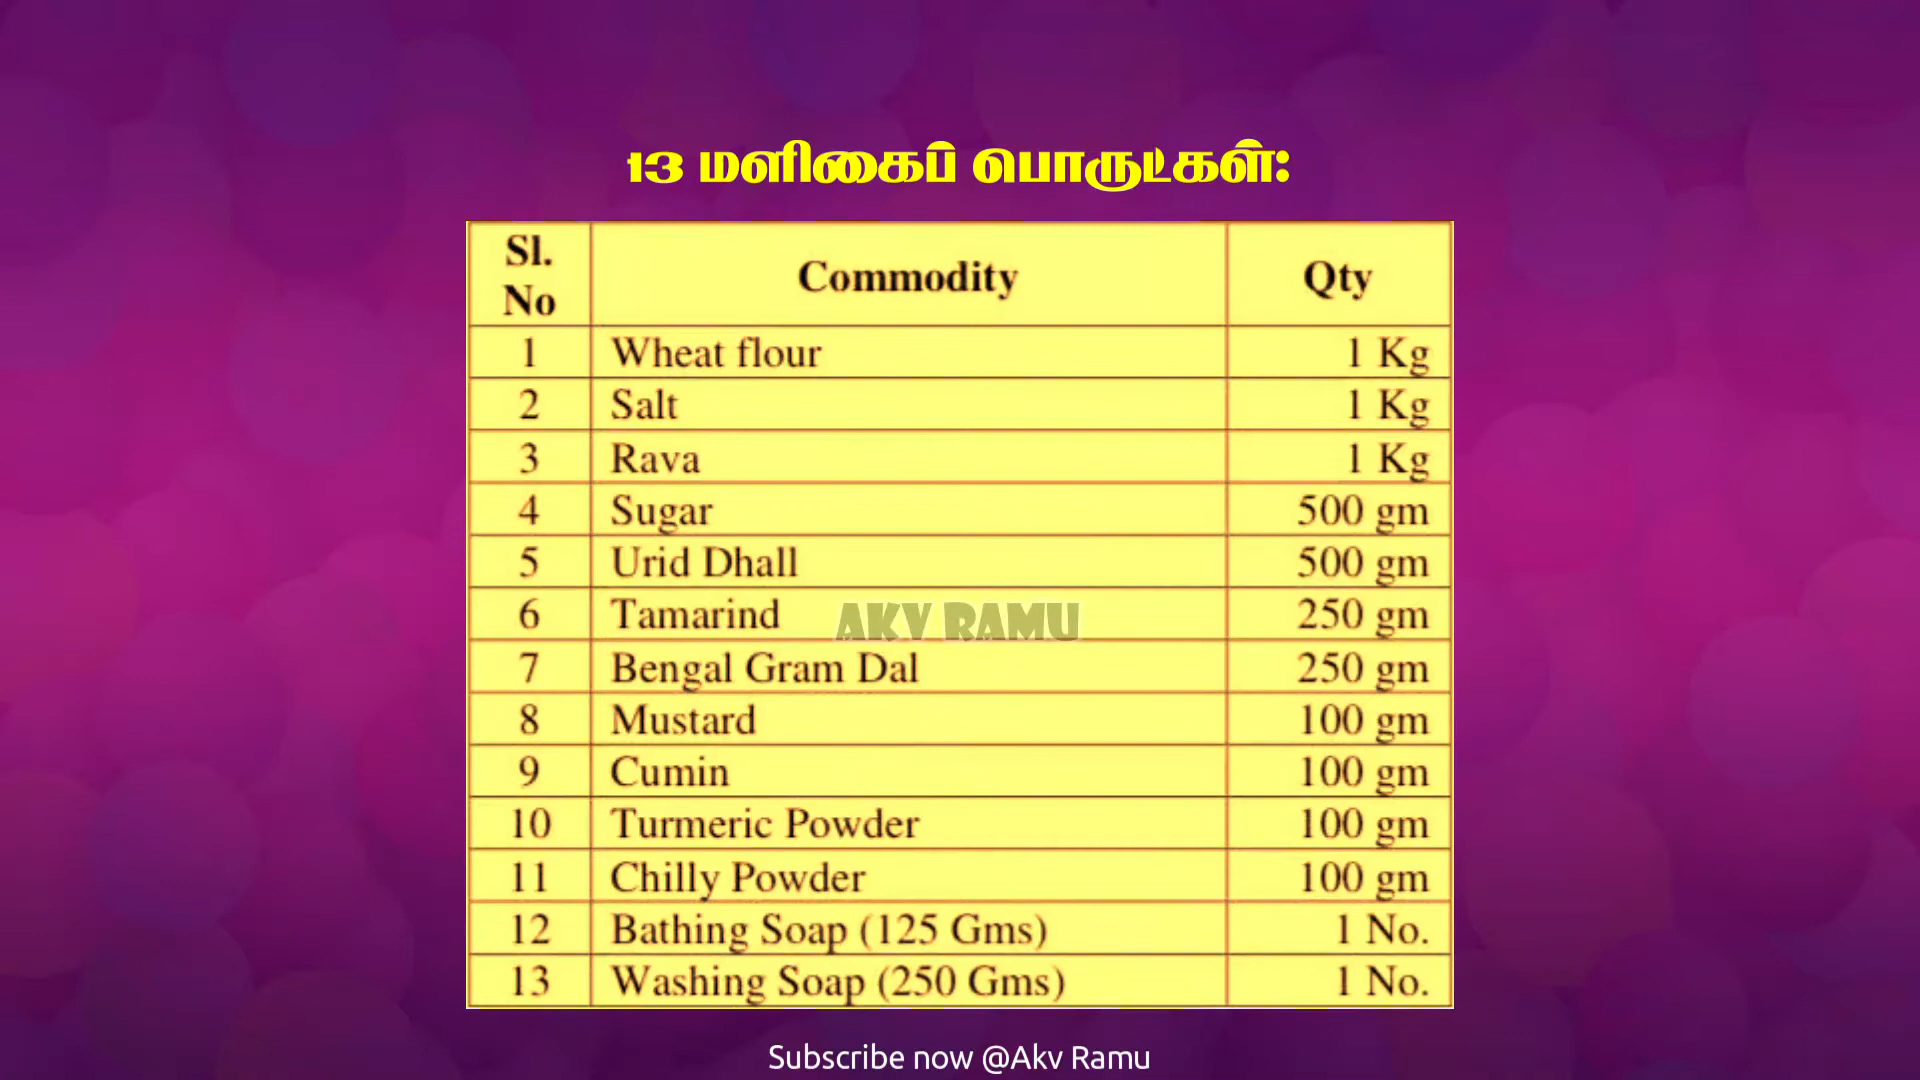 13 மளிகைப் பொருட்கள்:
Sl. No Commodity Qty
1 Wheat flour 1 Kg
2 Salt 1 Kg
3 Rava 1 Kg
4 Sugar 500 gm
5 Urid Dhall 500 gm
6 Tamarind 250 gm
AKV RAMU
7 Bengal Gram Dal 250 gm
8 Mustard 100 gm
9 Cumin 100 gm
10 Turmeric Powder 100 gm
11 Chilly Powder 100 gm
12 Bathing Soap (125 Gms) 1 No.
13 Washing Soap (250 Gms) 1 No.
Subscribe now @Akv Ramu